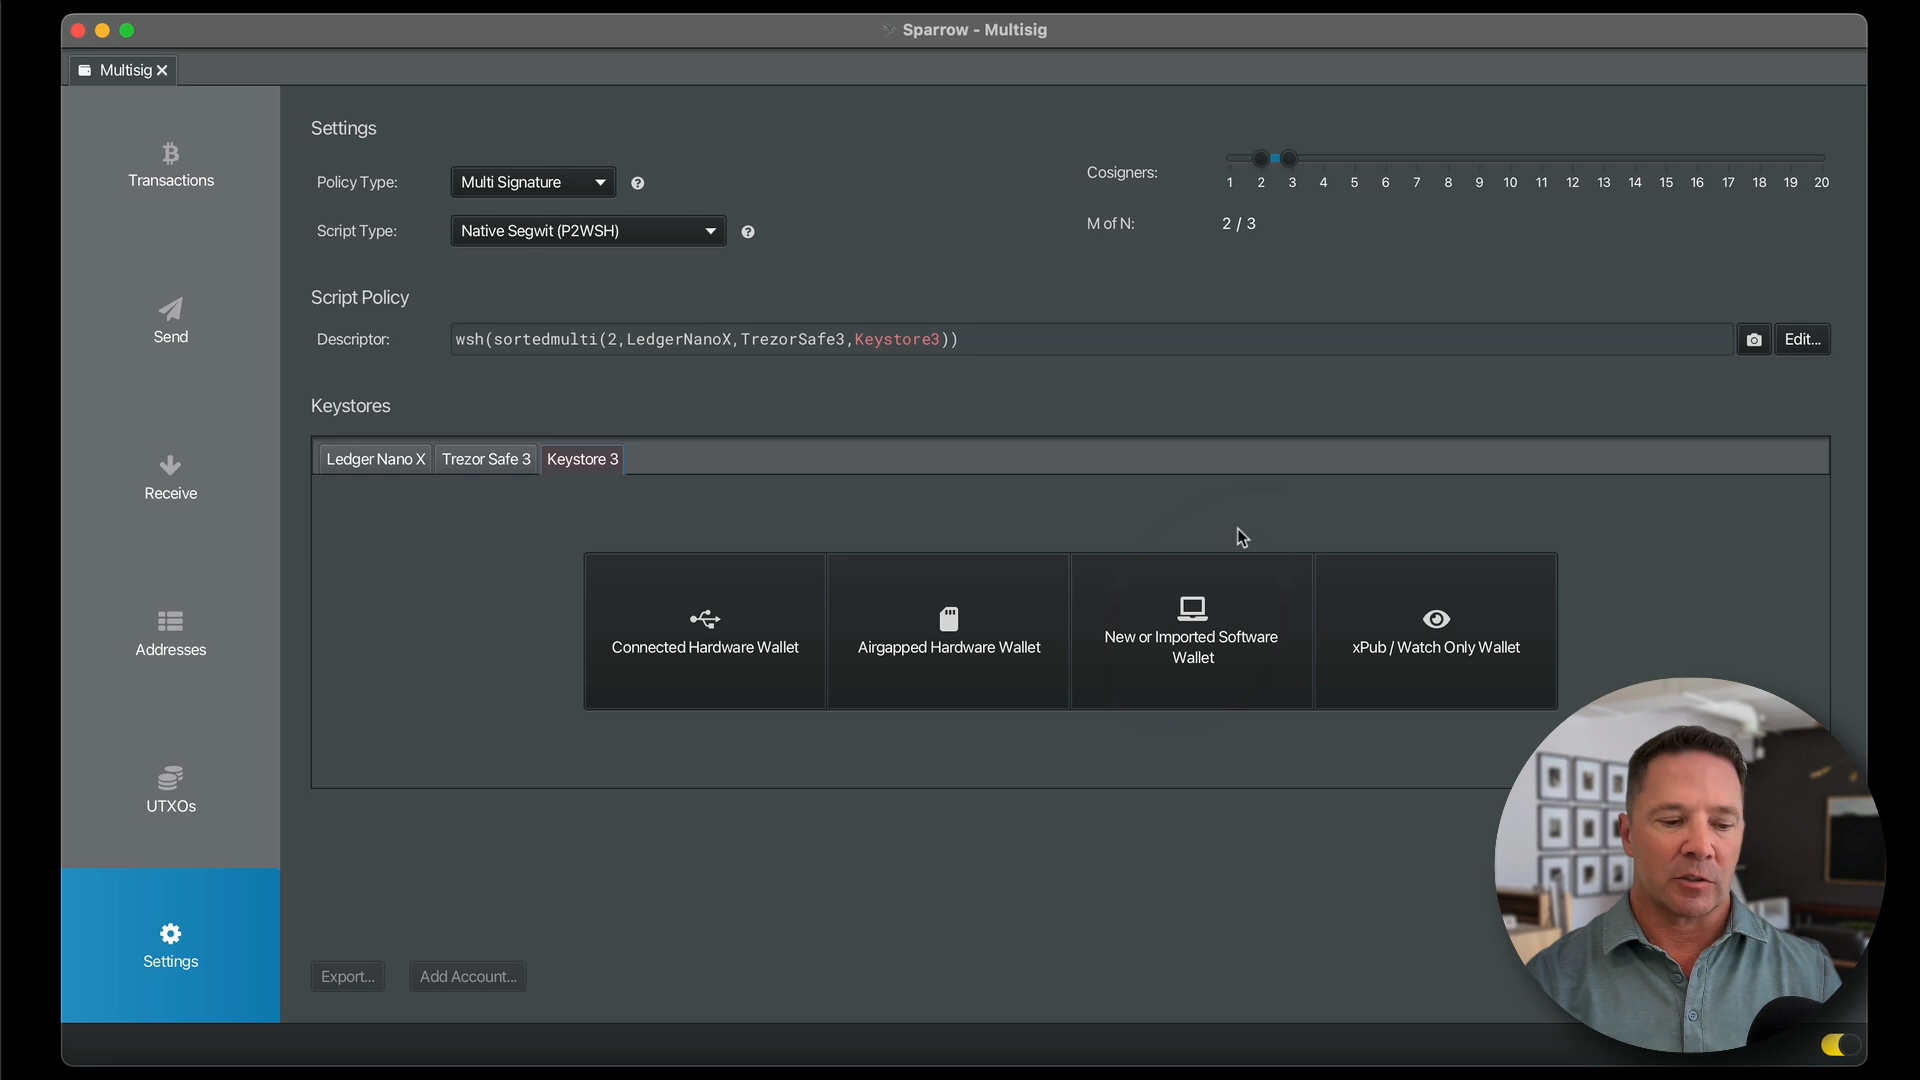 Sparrow - Multisig
Multisig
Transactions
Send
Receive
Addresses
UTXOs
Settings
Settings
Policy Type:
Multi Signature
Script Type:
Native Segwit (P2WSH)
Cosigners:
1 2 3 4 5 6 7 8 9 10 11 12 13 14 15 16 17 18 19 20
M of N:
2 / 3
Script Policy
Descriptor:
wsh(sortedmulti(2,LedgerNanoX,TrezorSafe3,Keystore3))
Edit...
Keystores
Ledger Nano X
Trezor Safe 3
Keystore 3
Connected Hardware Wallet
Airgapped Hardware Wallet
New or Imported Software
Wallet
xPub / Watch Only Wallet
Export...
Add Account...